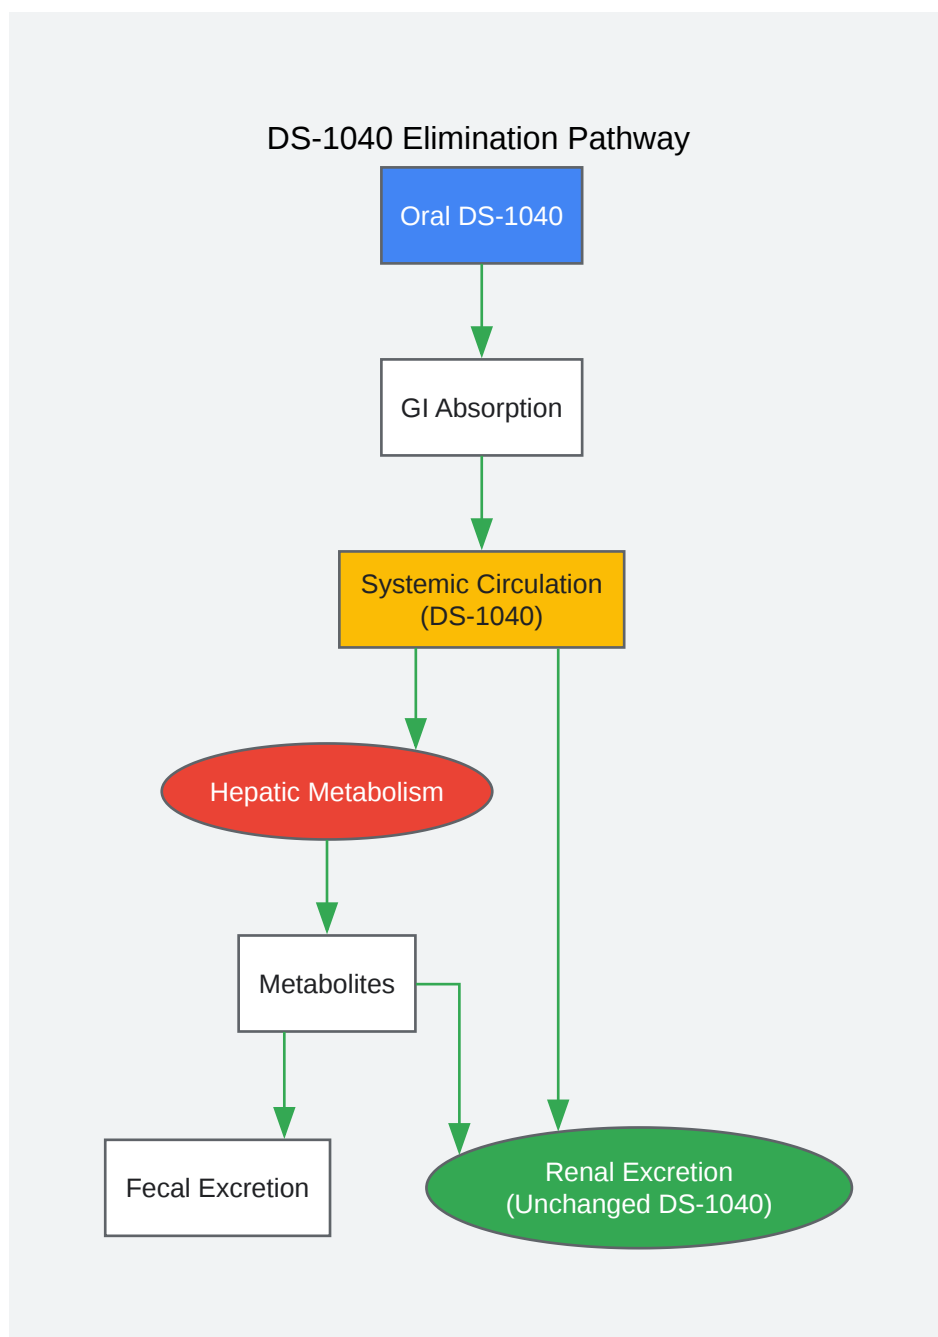 DS-1040 Elimination Pathway
Oral DS-1040
GI Absorption
Systemic Circulation
(DS-1040)
Hepatic Metabolism
Metabolites
Fecal Excretion
Renal Excretion
(Unchanged DS-1040)